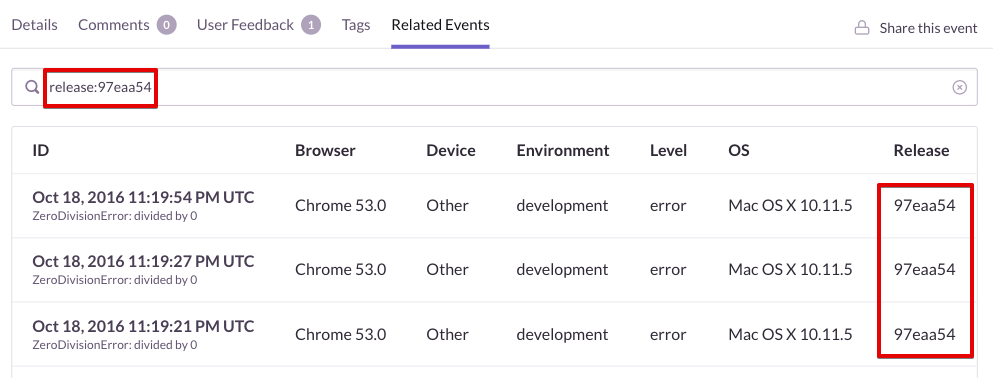 Details Comments 0 User Feedback 1 Tags Related Events Share this event
release:97eaa54
ID Browser Device Environment Level OS Release
Oct 18, 2016 11:19:54 PM UTC
ZeroDivisionError: divided by 0
Chrome 53.0 Other development error Mac OS X 10.11.5 97eaa54
Oct 18, 2016 11:19:27 PM UTC
ZeroDivisionError: divided by 0
Chrome 53.0 Other development error Mac OS X 10.11.5 97eaa54
Oct 18, 2016 11:19:21 PM UTC
ZeroDivisionError: divided by 0
Chrome 53.0 Other development error Mac OS X 10.11.5 97eaa54